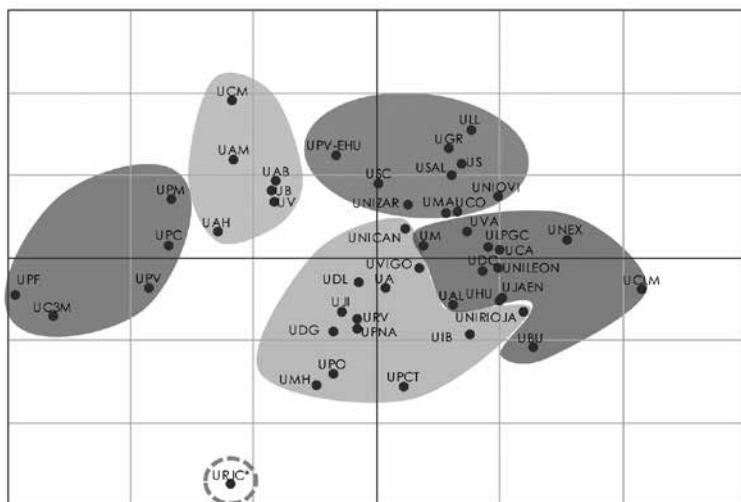 UCM
ULL
UGR
UPV-EHU
UAM
US
USAL
UAB
USC
UB
UNIOVI
UPM
UV
UNIZAR
UMA
UCO
UAH
UNICAN
UVA
UNEX
UPC
UM
ULPGC
UCA
UVIGO
UDC
UNILEON
UPF
UPV
UDL
UA
UCLM
UC3M
UJI
UAL
UHU
UJAEN
URV
UNIRIOJA
UDG
UPNA
UIB
UBU
UPO
UMH
UPCT
URJC*